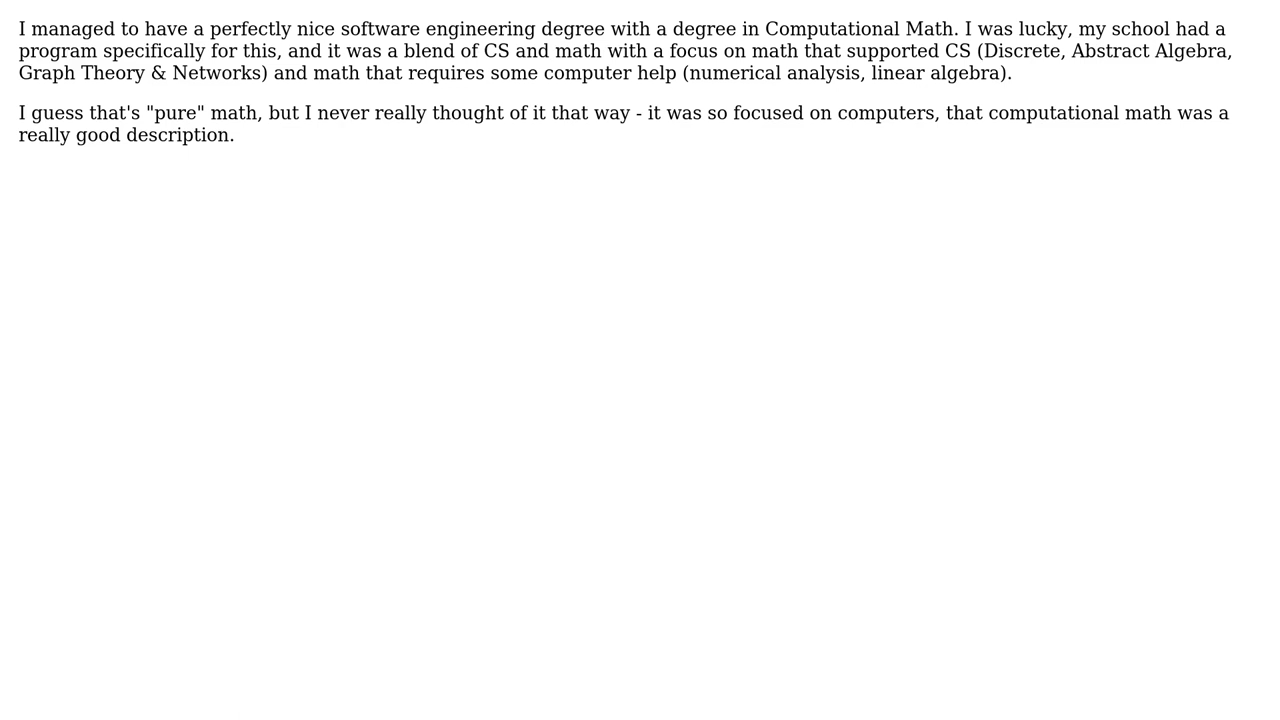 I managed to have a perfectly nice software engineering degree with a degree in Computational Math. I was lucky, my school had a
program specifically for this, and it was a blend of CS and math with a focus on math that supported CS (Discrete, Abstract Algebra,
Graph Theory & Networks) and math that requires some computer help (numerical analysis, linear algebra).
I guess that's "pure" math, but I never really thought of it that way - it was so focused on computers, that computational math was a
really good description.